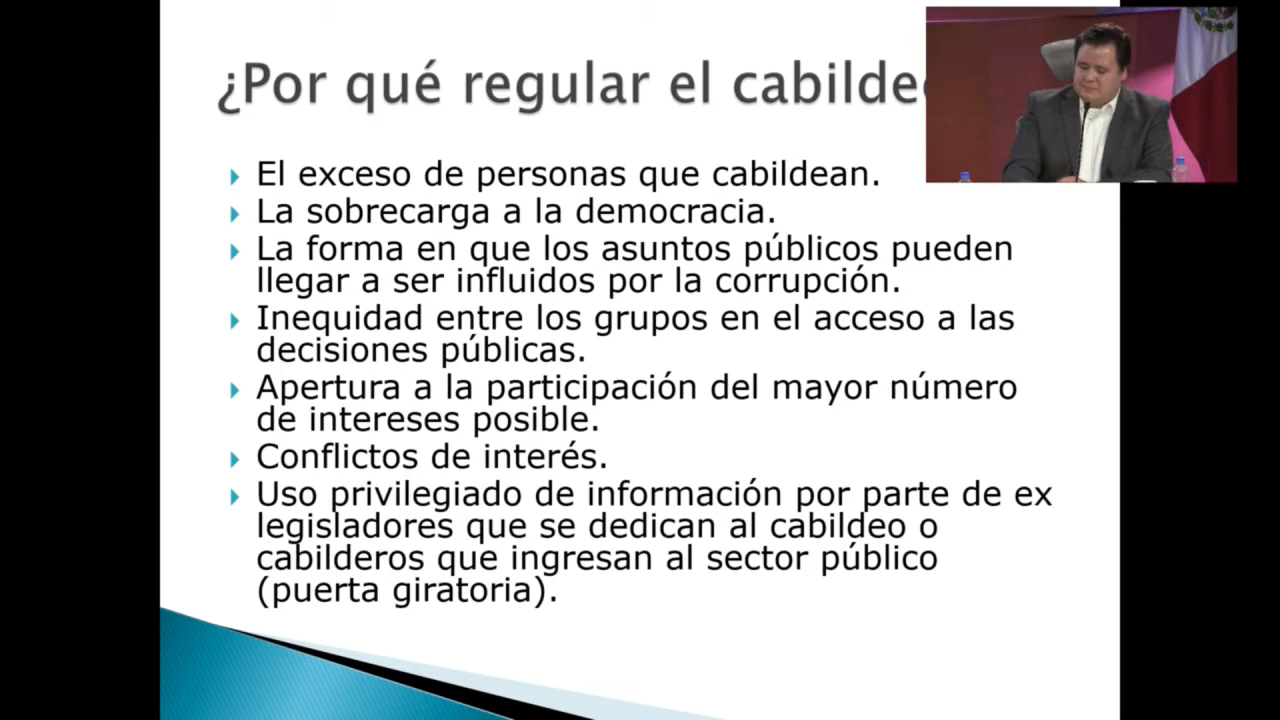 ¿Por qué regular el cabilde
El exceso de personas que cabildean.
La sobrecarga a la democracia.
La forma en que los asuntos públicos pueden
llegar a ser influidos por la corrupción.
Inequidad entre los grupos en el acceso a las
decisiones públicas.
Apertura a la participación del mayor número
de intereses posible.
Conflictos de interés.
Uso privilegiado de información por parte de ex
legisladores que se dedican al cabildeo o
cabilderos que ingresan al sector público
(puerta giratoria).